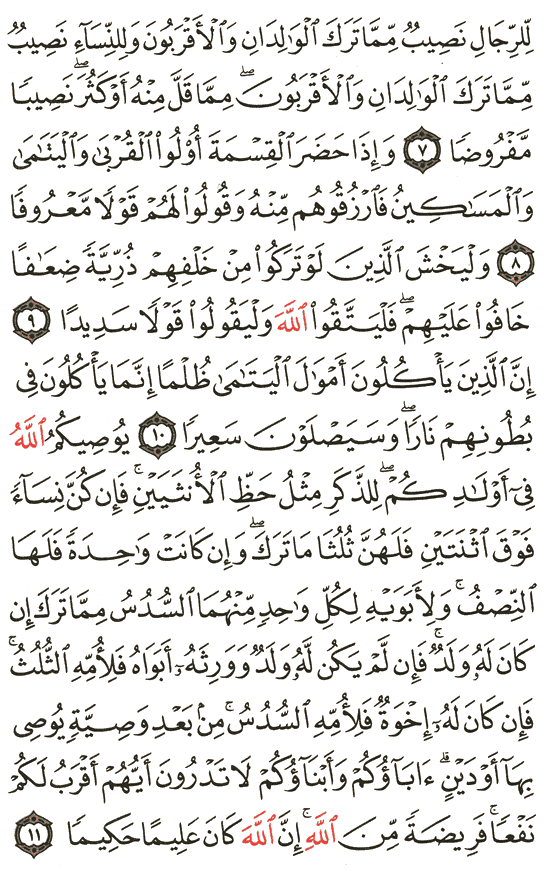 لِّلرِّجَالِ نَصِيبٌ مِّمَّا تَرَكَ ٱلْوَٰلِدَانِ وَٱلْأَقْرَبُونَ وَلِلنِّسَآءِ نَصِيبٌ
مِّمَّا تَرَكَ ٱلْوَٰلِدَانِ وَٱلْأَقْرَبُونَۖ مِمَّا قَلَّ مِنْهُ أَوْ كَثُرَۖ نَصِيبًا
مَّفْرُوضًا ٧ وَإِذَا حَضَرَ ٱلْقِسْمَةَ أُوْلُواْ ٱلْقُرْبَىٰ وَٱلْيَتَٰمَىٰ
وَٱلْمَسَٰكِينُ فَٱرْزُقُوهُم مِّنْهُ وَقُولُواْ لَهُمْ قَوْلًا مَّعْرُوفًا
٨ وَلْيَخْشَ ٱلَّذِينَ لَوْ تَرَكُواْ مِنْ خَلْفِهِمْ ذُرِّيَّةً ضِعَٰفًا
خَافُواْ عَلَيْهِمْۖ فَلْيَتَّقُواْ ٱللَّهَ وَلْيَقُولُواْ قَوْلًا سَدِيدًا ٩
إِنَّ ٱلَّذِينَ يَأْكُلُونَ أَمْوَٰلَ ٱلْيَتَٰمَىٰ ظُلْمًا إِنَّمَا يَأْكُلُونَ فِى
بُطُونِهِمْ نَارًاۖ وَسَيَصْلَوْنَ سَعِيرًا ١٠ يُوصِيكُمُ ٱللَّهُ
فِىٓ أَوْلَٰدِكُمْۖ لِلذَّكَرِ مِثْلُ حَظِّ ٱلْأُنثَيَيْنِۚ فَإِن كُنَّ نِسَآءً
فَوْقَ ٱثْنَتَيْنِ فَلَهُنَّ ثُلُثَا مَا تَرَكَۖ وَإِن كَانَتْ وَٰحِدَةً فَلَهَا
ٱلنِّصْفُۚ وَلِأَبَوَيْهِ لِكُلِّ وَٰحِدٍ مِّنْهُمَا ٱلسُّدُسُ مِمَّا تَرَكَ إِن
كَانَ لَهُۥ وَلَدٌۚ فَإِن لَّمْ يَكُن لَّهُۥ وَلَدٌ وَوَرِثَهُۥٓ أَبَوَاهُ فَلِأُمِّهِ ٱلثُّلُثُۚ
فَإِن كَانَ لَهُۥٓ إِخْوَةٌ فَلِأُمِّهِ ٱلسُّدُسُۚ مِنۢ بَعْدِ وَصِيَّةٍ يُوصِى
بِهَآ أَوْ دَيْنٍۗ ءَابَآؤُكُمْ وَأَبْنَآؤُكُمْ لَا تَدْرُونَ أَيُّهُمْ أَقْرَبُ لَكُمْ
نَفْعًاۚ فَرِيضَةً مِّنَ ٱللَّهِۗ إِنَّ ٱللَّهَ كَانَ عَلِيمًا حَكِيمًا ١١